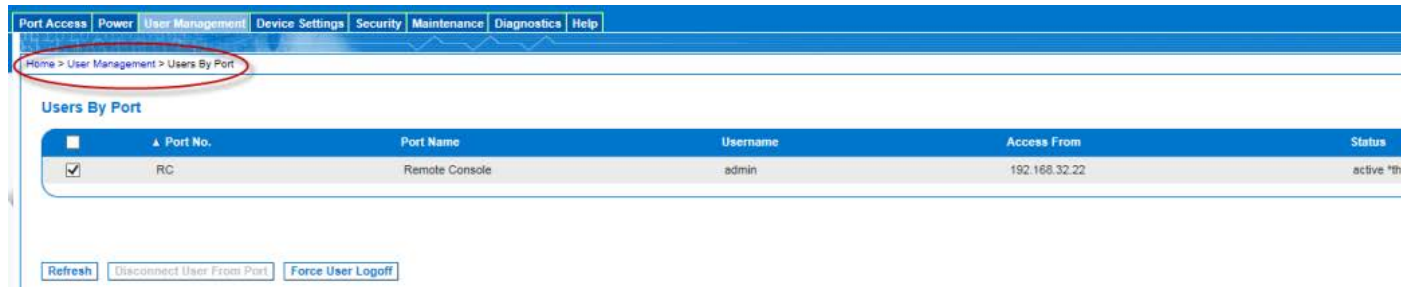 Port Access Power User Management Device Settings Security Maintenance Diagnostics Help
Home > User Management > Users By Port
Users By Port
▲ Port No. Port Name Username Access From Status
RC Remote Console admin 192.168.32.22 active *th
Refresh Disconnect User From Port Force User Logoff